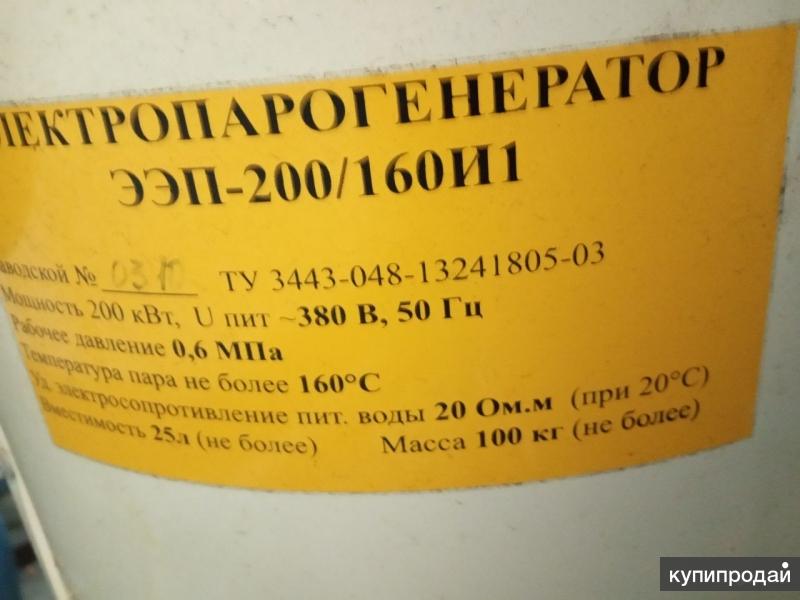 ЛЕКТРОПАРОГЕНЕРАТОР
ЭЭП-200/160И1
аводской № ТУ 3443-048-13241805-03
Мощность 200 кВт, U пит ~380 В, 50 Гц
Рабочее давление 0,6 МПа
Температура пара не более 160°С
Уд. электросопротивление пит. воды 20 Ом.м (при 20°С)
Вместимость 25л (не более) Масса 100 кг (не более)
купипродай